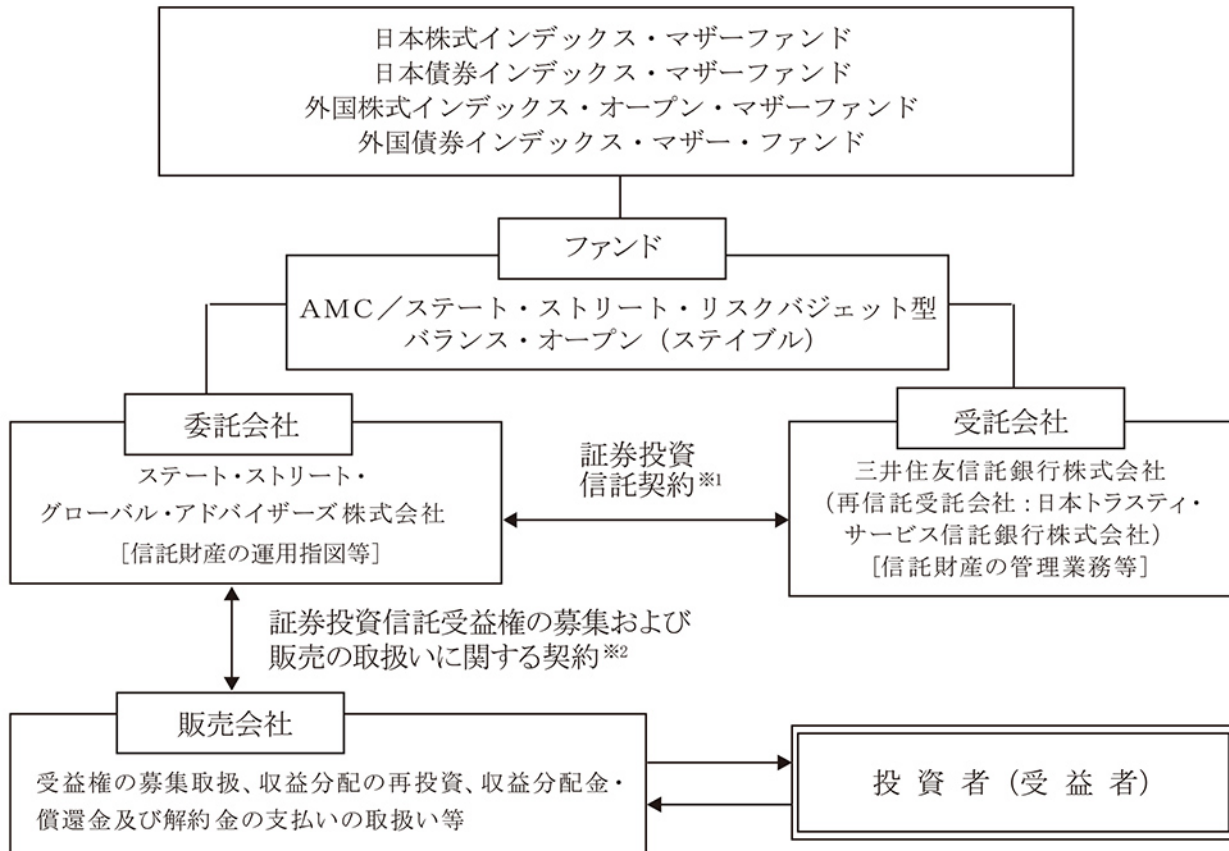 日本株式インデックス・マザーファンド
日本債券インデックス・マザーファンド
外国株式インデックス・オープン・マザーファンド
外国債券インデックス・マザー・ファンド
ファンド
AMC／ステート・ストリート・リスクバジェット型
バランス・オープン（ステイブル）
委託会社
ステート・ストリート・
グローバル・アドバイザーズ株式会社
［信託財産の運用指図等］
証券投資
信託契約※1
受託会社
三井住友信託銀行株式会社
（再信託受託会社：日本トラスティ・
サービス信託銀行株式会社）
［信託財産の管理業務等］
証券投資信託受益権の募集および
販売の取扱いに関する契約※2
販売会社
受益権の募集取扱、収益分配の再投資、収益分配金・
償還金及び解約金の支払いの取扱い等
投資者（受益者）